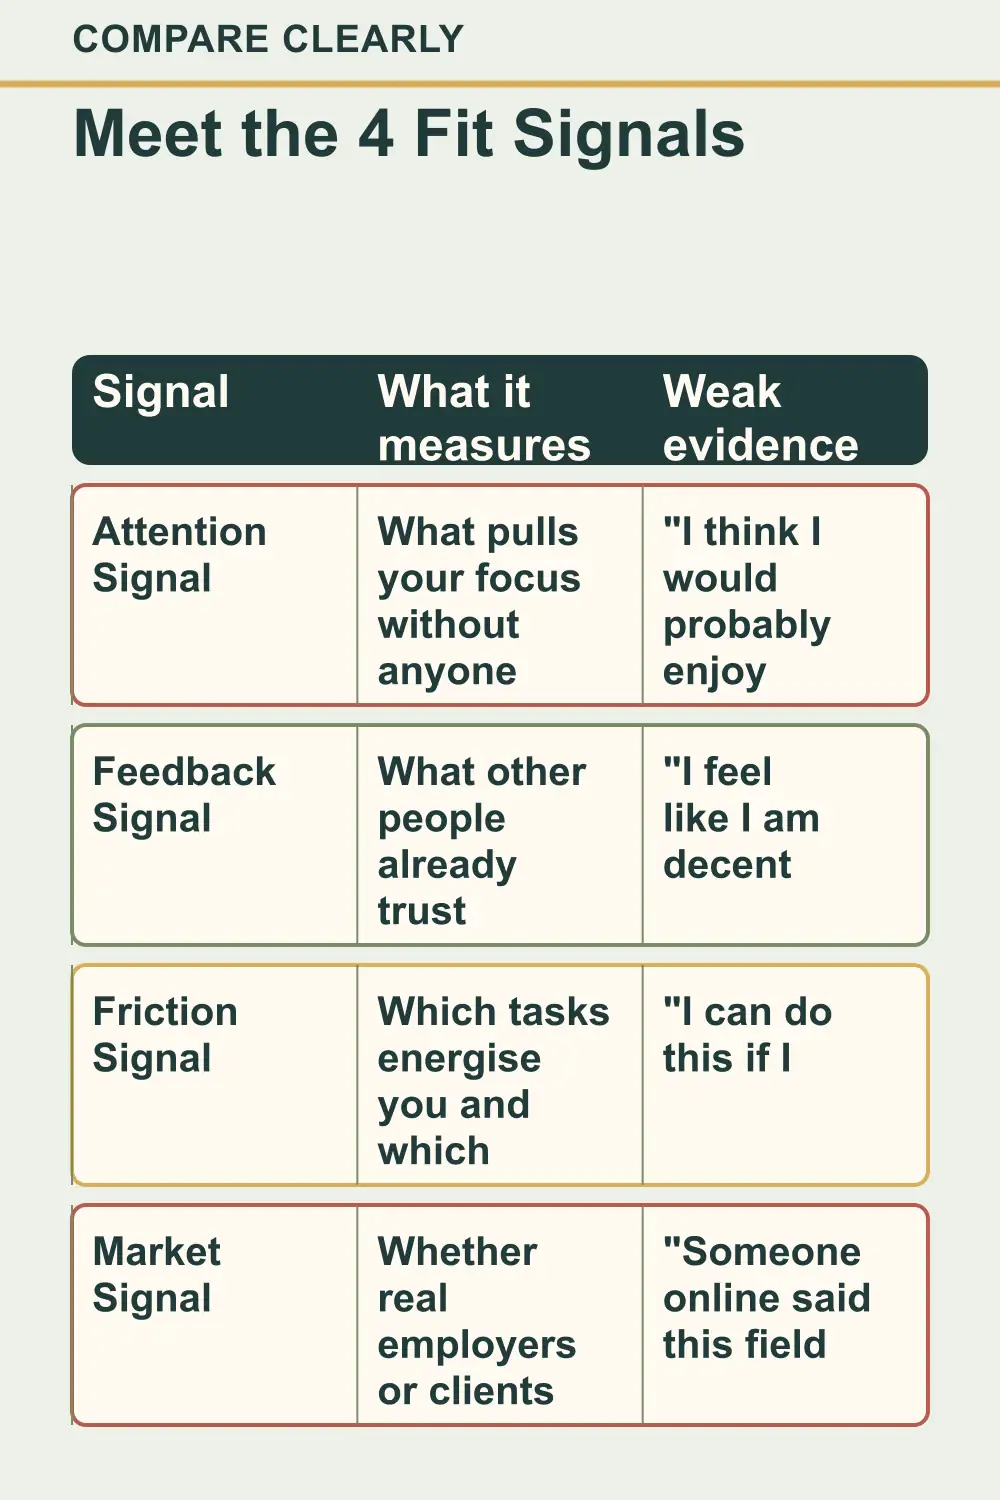 COMPARE CLEARLY
Meet the 4 Fit Signals
Signal
What it
measures
Weak
evidence
Attention
Signal
What pulls
your focus
without
anyone
"I think I
would
probably
enjoy
Feedback
Signal
What other
people
already
trust
"I feel
like I am
decent
Friction
Signal
Which tasks
energise
you and
which
"I can do
this if I
Market
Signal
Whether
real
employers
or clients
"Someone
online said
this field